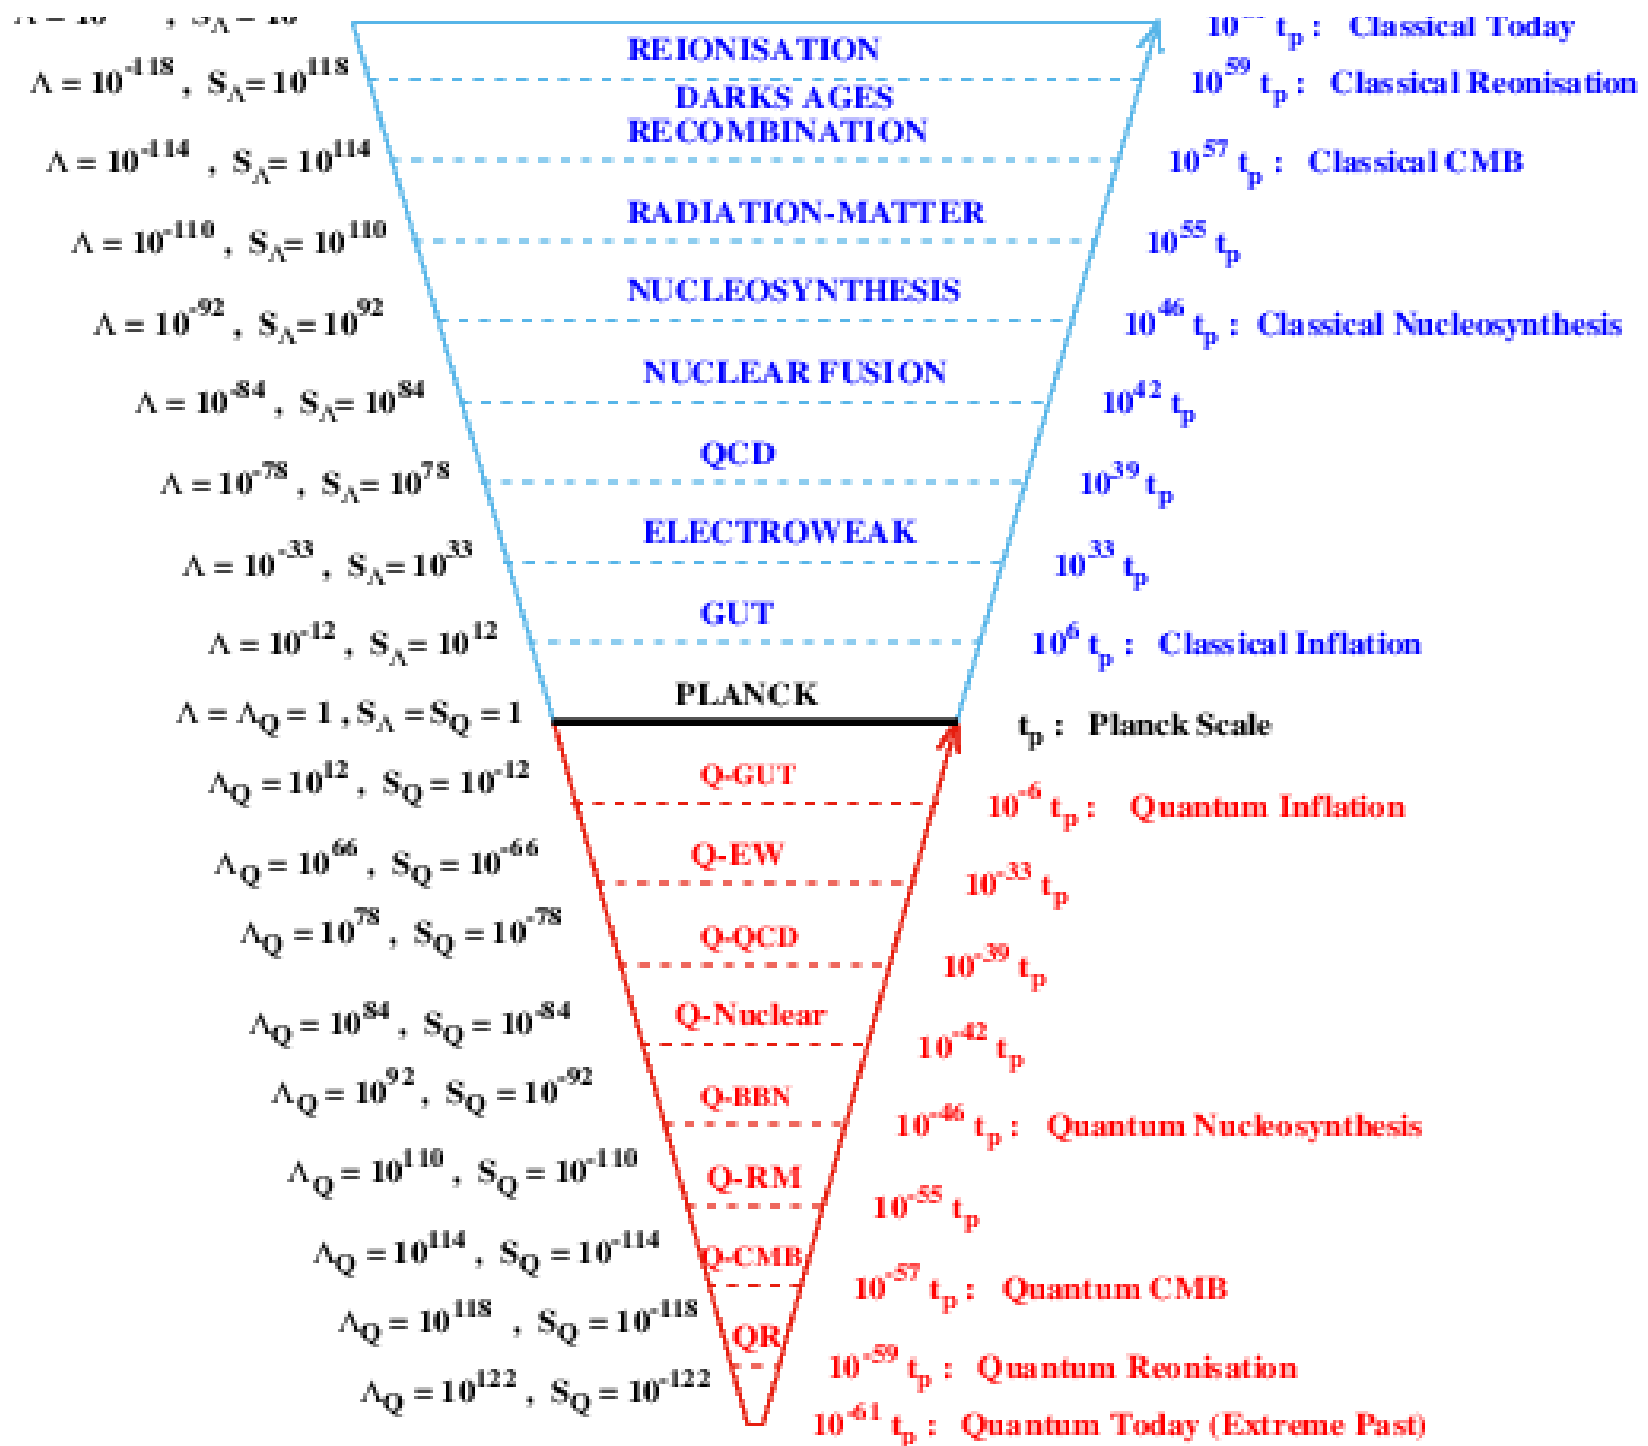 Λ = 10 , S_Λ = 10 t_p : Classical Today
REIONISATION
Λ = 10^-118 , S_Λ = 10^118 10^59 t_p : Classical Reonisation
DARKS AGES
RECOMBINATION
Λ = 10^-114 , S_Λ = 10^114 10^57 t_p : Classical CMB
RADIATION-MATTER
Λ = 10^-110 , S_Λ = 10^110 10^55 t_p
NUCLEOSYNTHESIS
Λ = 10^-92 , S_Λ = 10^92 10^46 t_p : Classical Nucleosynthesis
NUCLEAR FUSION
Λ = 10^-84 , S_Λ = 10^84 10^42 t_p
QCD
Λ = 10^-78 , S_Λ = 10^78 10^39 t_p
ELECTROWEAK
Λ = 10^-33 , S_Λ = 10^33 10^33 t_p
GUT
Λ = 10^-12 , S_Λ = 10^12 10^6 t_p : Classical Inflation
PLANCK
Λ = Λ_Q = 1 , S_Λ = S_Q = 1 t_p : Planck Scale
Λ_Q = 10^12 , S_Q = 10^-12 Q-GUT
10^-6 t_p : Quantum Inflation
Λ_Q = 10^66 , S_Q = 10^-66 Q-EW
10^-33 t_p
Λ_Q = 10^78 , S_Q = 10^-78 Q-QCD
10^-39 t_p
Λ_Q = 10^84 , S_Q = 10^-84 Q-Nuclear
10^-42 t_p
Λ_Q = 10^92 , S_Q = 10^-92 Q-BBN
10^-46 t_p : Quantum Nucleosynthesis
Λ_Q = 10^110 , S_Q = 10^-110 Q-RM
10^-55 t_p
Λ_Q = 10^114 , S_Q = 10^-114 Q-CMB
10^-57 t_p : Quantum CMB
Λ_Q = 10^118 , S_Q = 10^-118 QR
10^-59 t_p : Quantum Reonisation
Λ_Q = 10^122 , S_Q = 10^-122
10^-61 t_p : Quantum Today (Extreme Past)